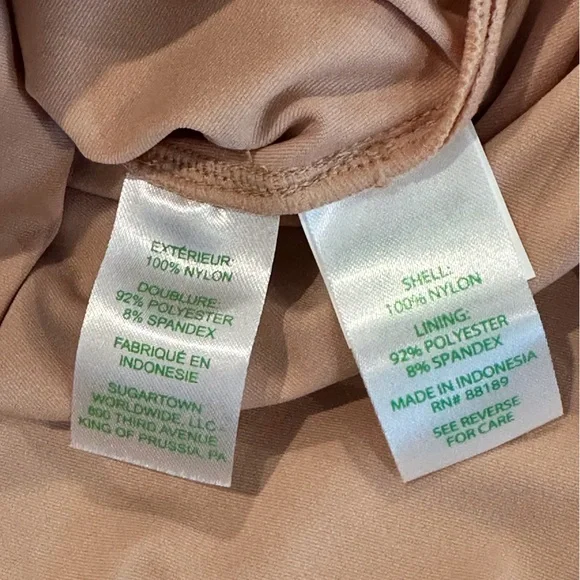 EXTÉRIEUR:
100% NYLON
DOUBLURE:
92% POLYESTER
8% SPANDEX
FABRIQUÉ EN
INDONESIE
SUGARTOWN
WORLDWIDE, LLC -
800 THIRD AVENUE
KING OF PRUSSIA, PA
SHELL:
100% NYLON
LINING:
92% POLYESTER
8% SPANDEX
MADE IN INDONESIA
RN# 88189
SEE REVERSE
FOR CARE